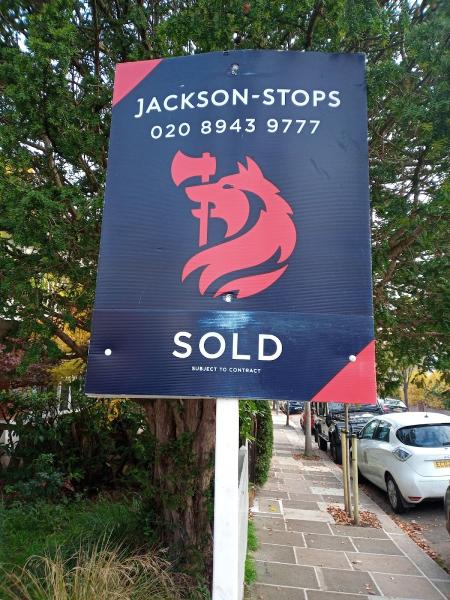 JACKSON-STOPS
020 8943 9777
SOLD
SUBJECT TO CONTRACT